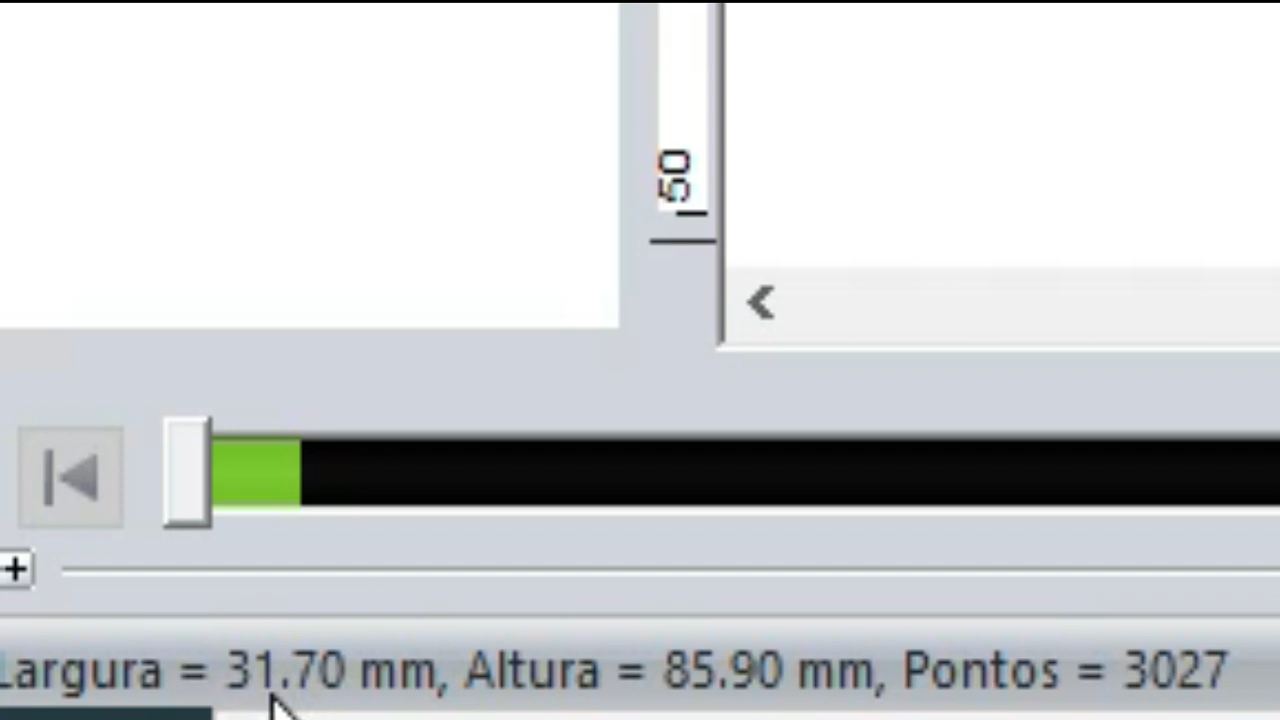 50
Largura = 31.70 mm, Altura = 85.90 mm, Pontos = 3027